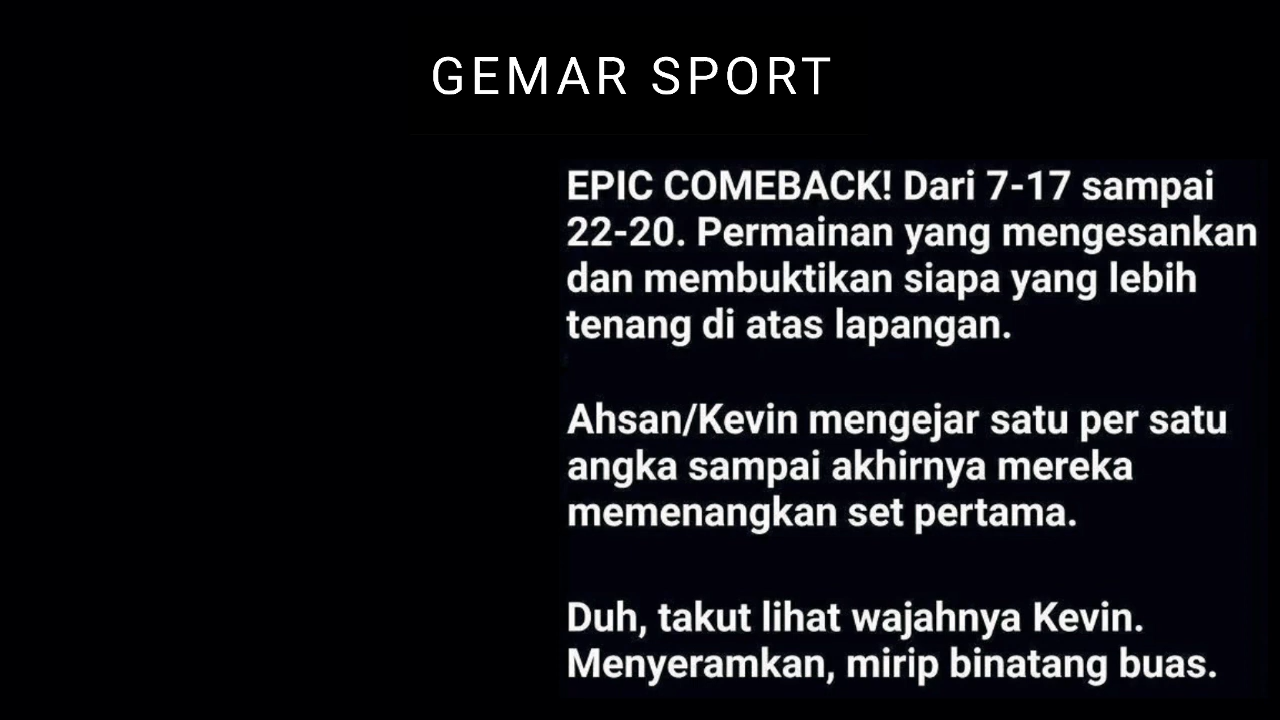 GEMAR SPORT
EPIC COMEBACK! Dari 7-17 sampai
22-20. Permainan yang mengesankan
dan membuktikan siapa yang lebih
tenang di atas lapangan.
Ahsan/Kevin mengejar satu per satu
angka sampai akhirnya mereka
memenangkan set pertama.
Duh, takut lihat wajahnya Kevin.
Menyeramkan, mirip binatang buas.